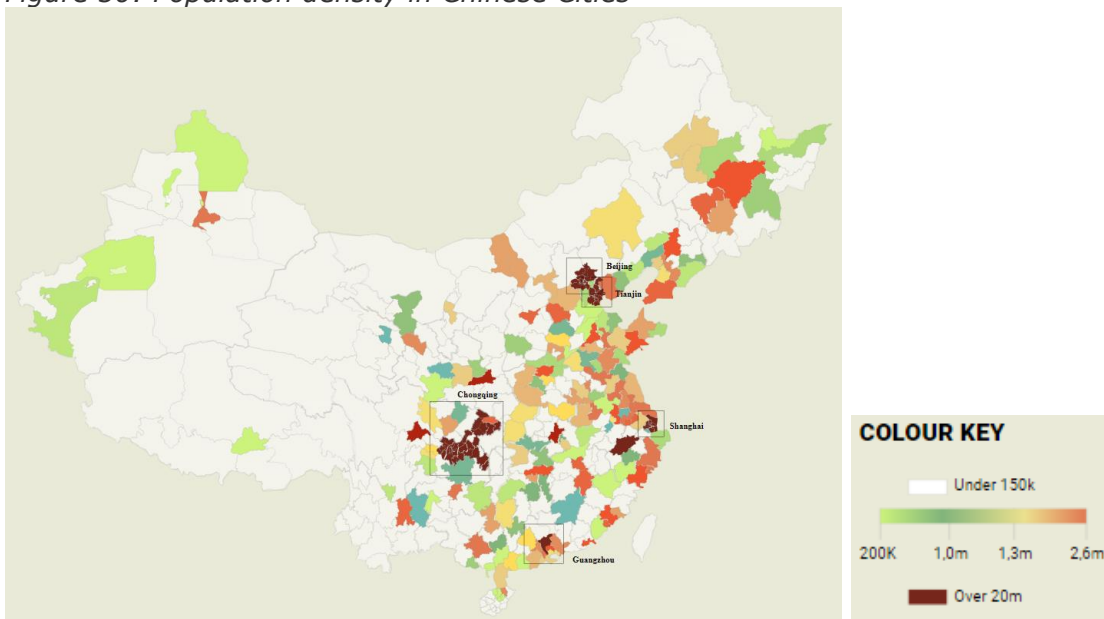 Figure 50: Population density in Chinese Cities
Beijing
Tianjin
Chongqing
Shanghai
Guangzhou
COLOUR KEY
Under 150k
200K 1,0m 1,3m 2,6m
Over 20m